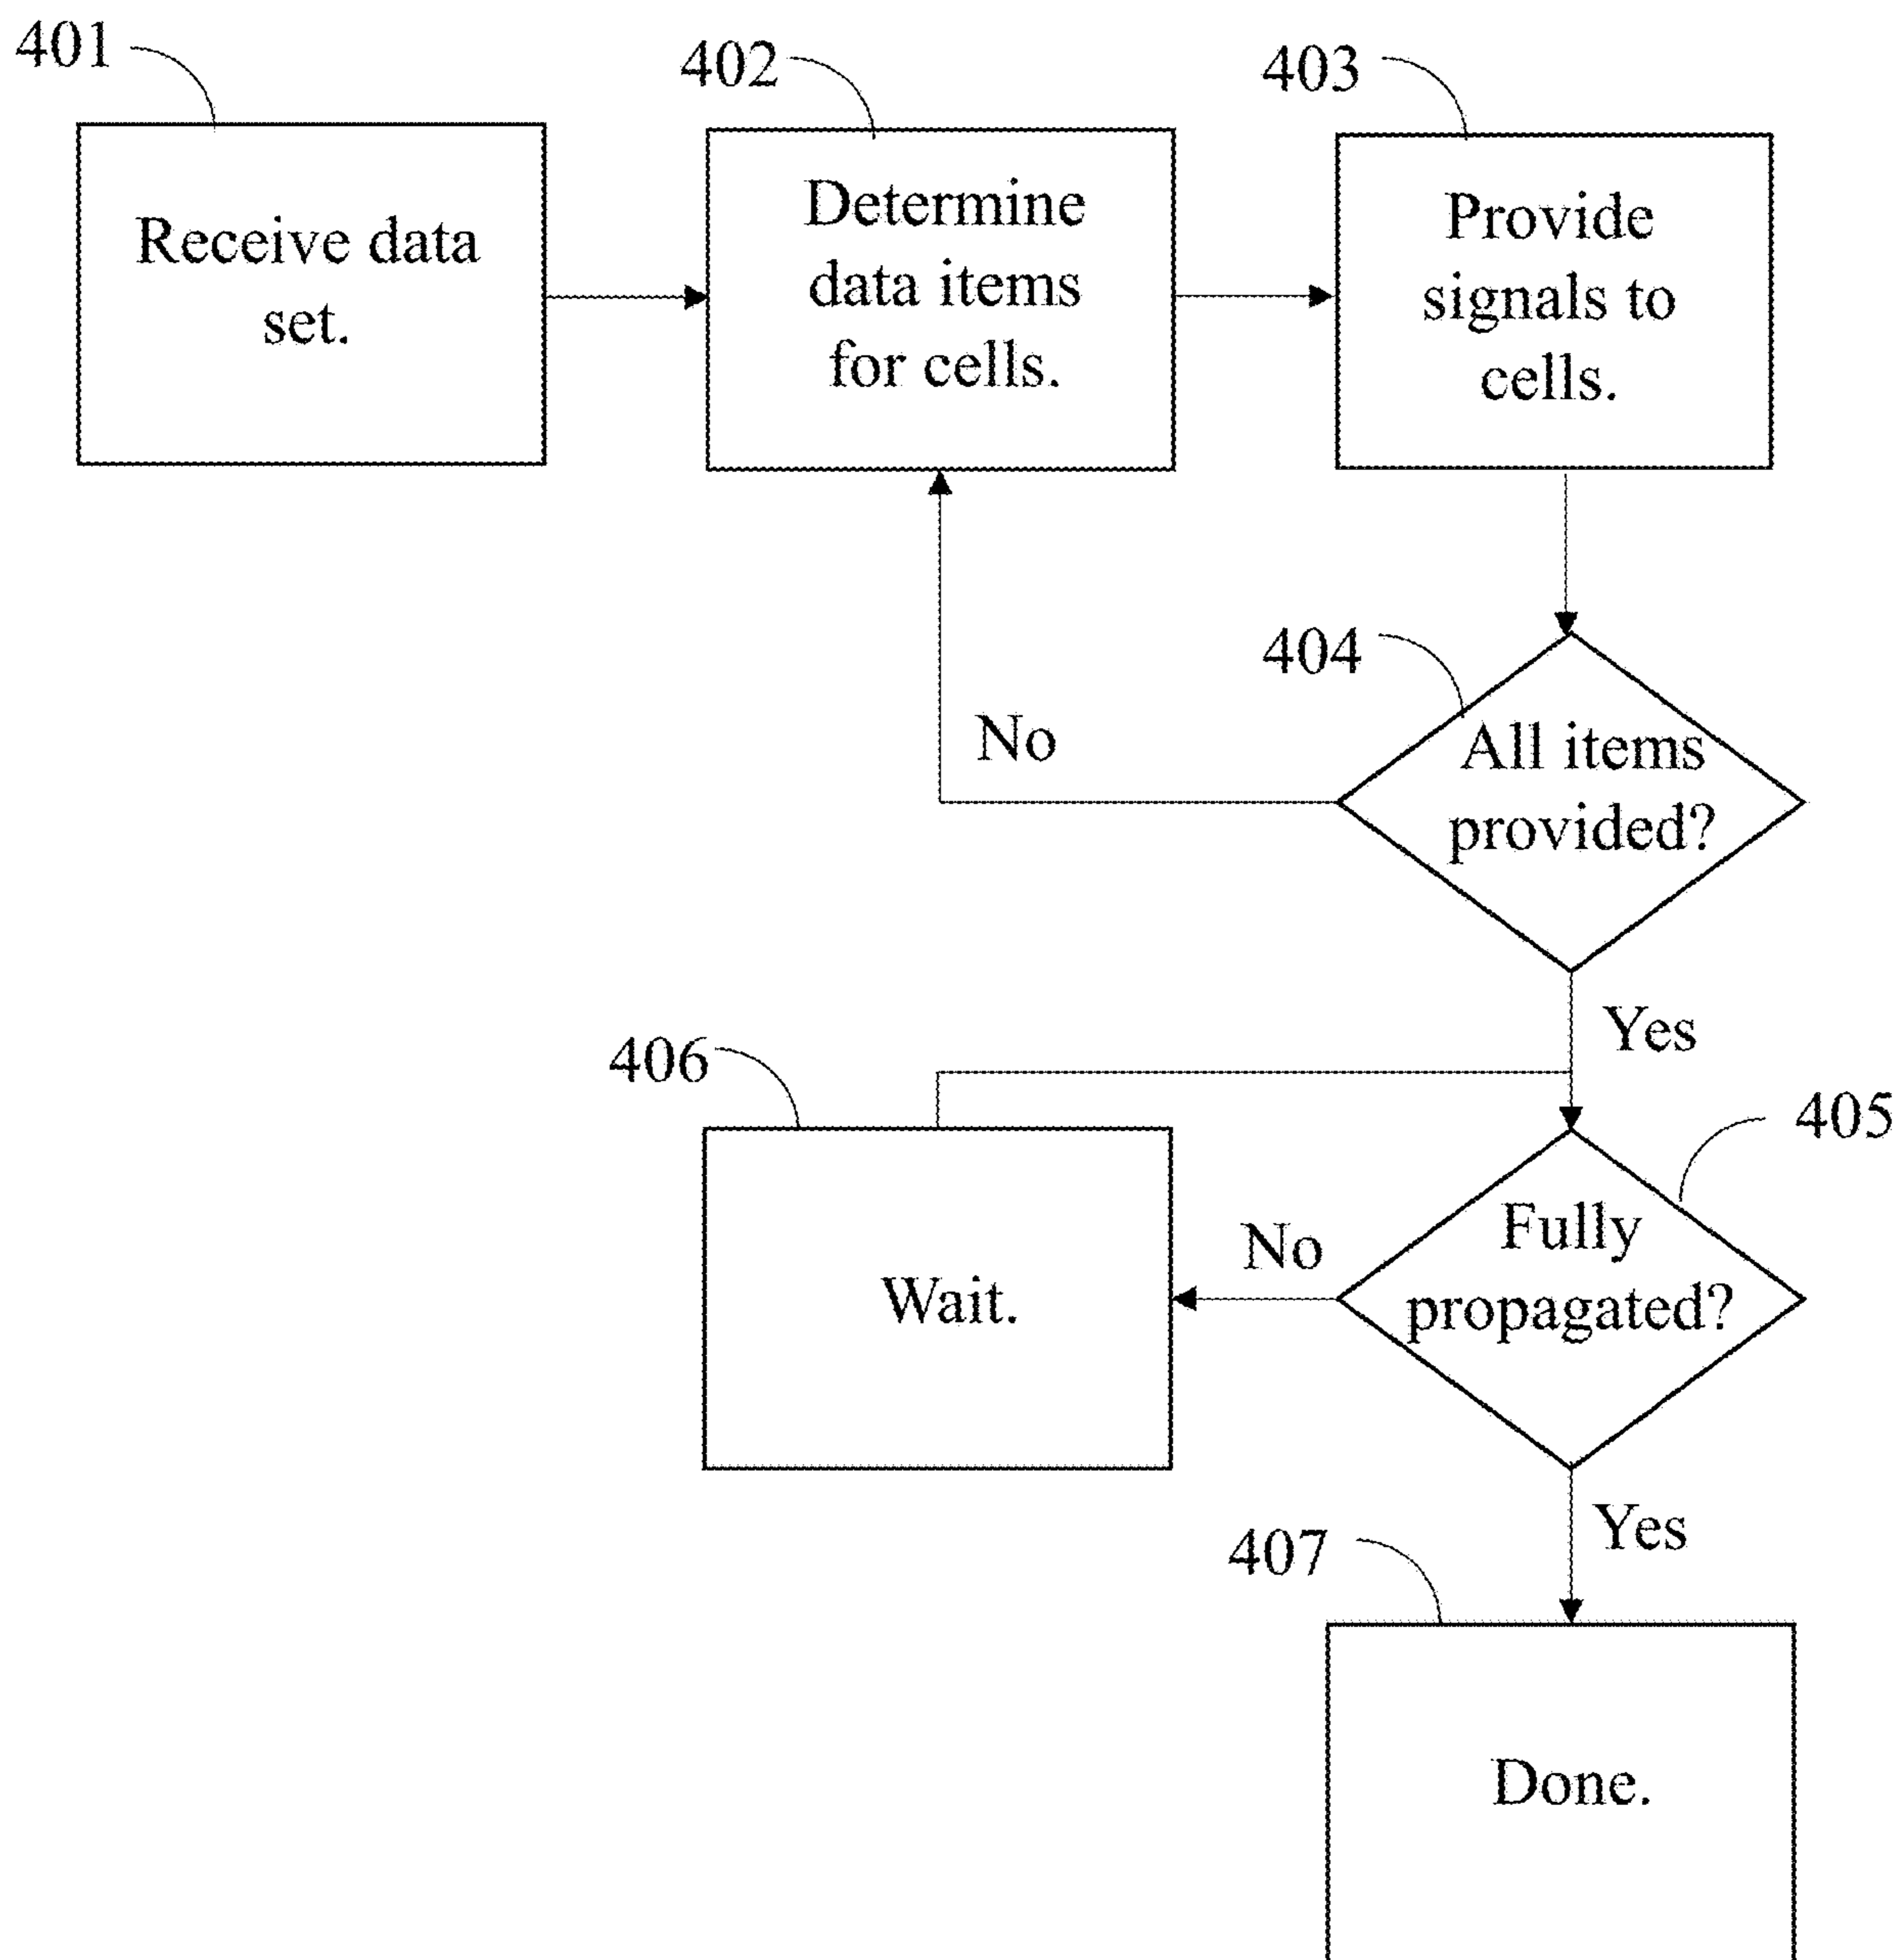 401
Receive data
set.
402
Determine
data items
for cells.
403
Provide
signals to
cells.
404
All items
provided?
No
Yes
405
Fully
propagated?
No
406
Wait.
Yes
407
Done.